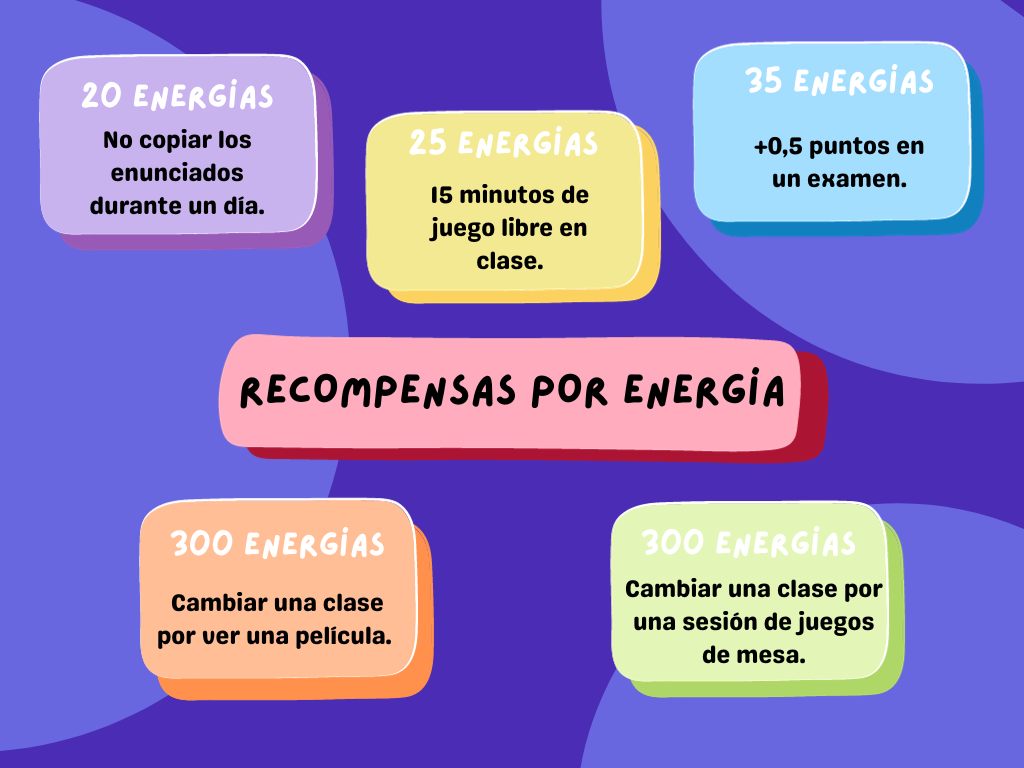 20 ENERGÍAS
No copiar los
enunciados
durante un día.
25 ENERGÍAS
15 minutos de
juego libre en
clase.
35 ENERGÍAS
+0,5 puntos en
un examen.
RECOMPENSAS POR ENERGÍA
300 ENERGÍAS
Cambiar una clase
por ver una película.
300 ENERGÍAS
Cambiar una clase por
una sesión de juegos
de mesa.